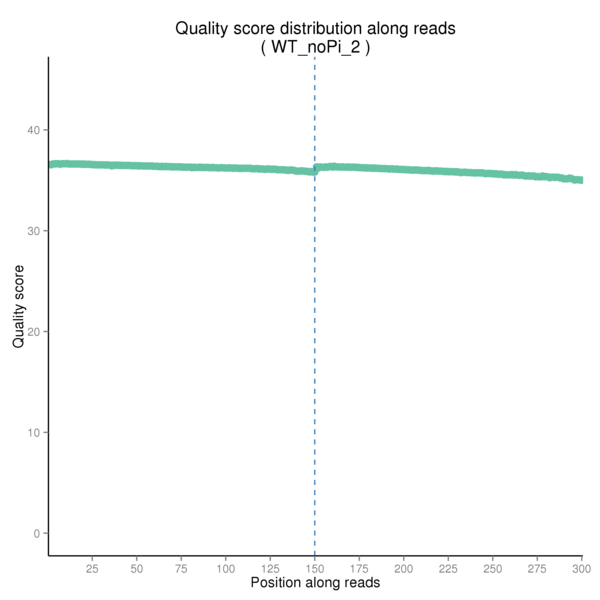 Quality score distribution along reads
( WT_noPi_2 )
Quality score
40
30
20
10
0
25 50 75 100 125 150 175 200 225 250 275 300
Position along reads